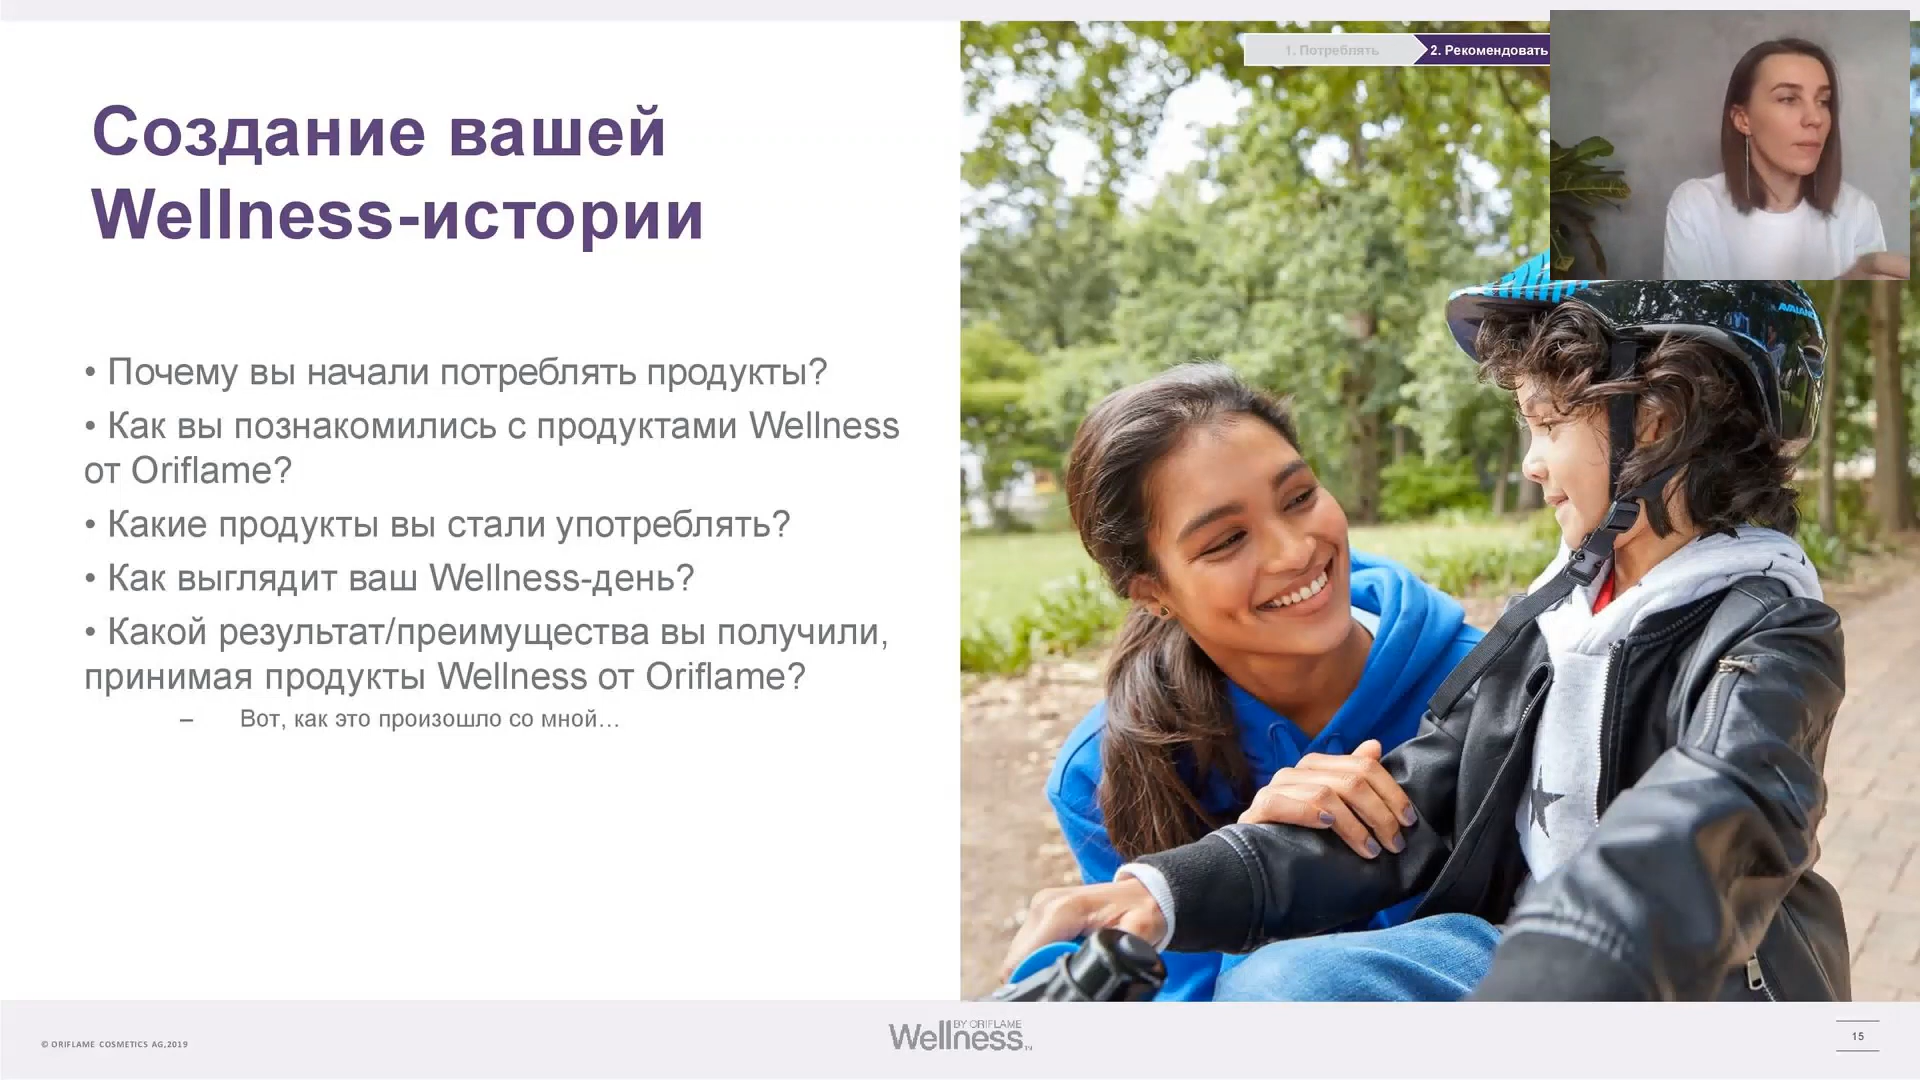 1. Потреблять
2. Рекомендовать
Создание вашей
Wellness-истории
• Почему вы начали потреблять продукты?
• Как вы познакомились с продуктами Wellness
от Oriflame?
• Какие продукты вы стали употреблять?
• Как выглядит ваш Wellness-день?
• Какой результат/преимущества вы получили,
принимая продукты Wellness от Oriflame?
– Вот, как это произошло со мной…
© ORIFLAME COSMETICS AG,2019
BY ORIFLAME
Wellness™
15